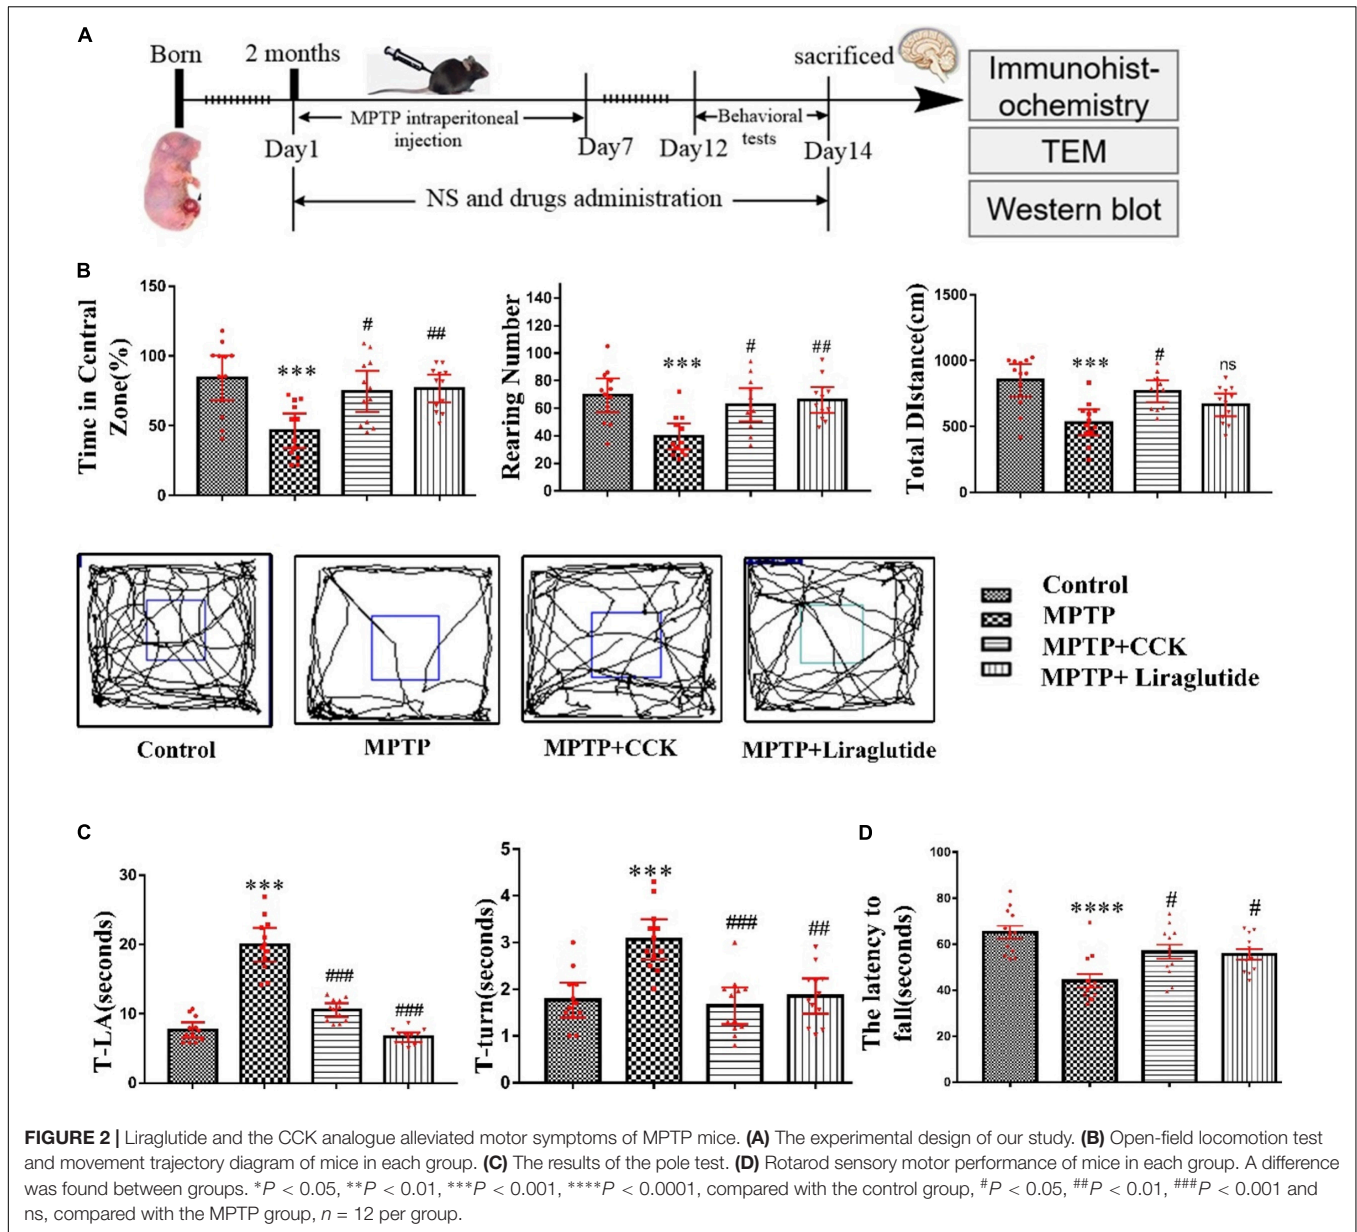 A
Born
2 months
sacrificed
MPTP intraperitoneal
injection
Behavioral
tests
Day1
Day7
Day12
Day14
NS and drugs administration
Immunohist-
ochemistry
TEM
Western blot
B
Time in Central
Zone(%)
150
100
50
0
***
#
##
Rearing Number
140
120
100
80
60
40
20
0
***
#
##
Total DIstance(cm)
1500
1000
500
0
***
#
ns
Control
MPTP
MPTP+CCK
MPTP+Liraglutide
Control
MPTP
MPTP+CCK
MPTP+ Liraglutide
C
T-LA(seconds)
30
20
10
0
***
###
###
T-turn(seconds)
5
4
3
2
1
0
***
###
##
D
The latency to
fall(seconds)
100
80
60
40
20
0
****
#
#
FIGURE 2 | Liraglutide and the CCK analogue alleviated motor symptoms of MPTP mice. (A) The experimental design of our study. (B) Open-field locomotion test
and movement trajectory diagram of mice in each group. (C) The results of the pole test. (D) Rotarod sensory motor performance of mice in each group. A difference
was found between groups. *P < 0.05, **P < 0.01, ***P < 0.001, ****P < 0.0001, compared with the control group, #P < 0.05, ##P < 0.01, ###P < 0.001 and
ns, compared with the MPTP group, n = 12 per group.